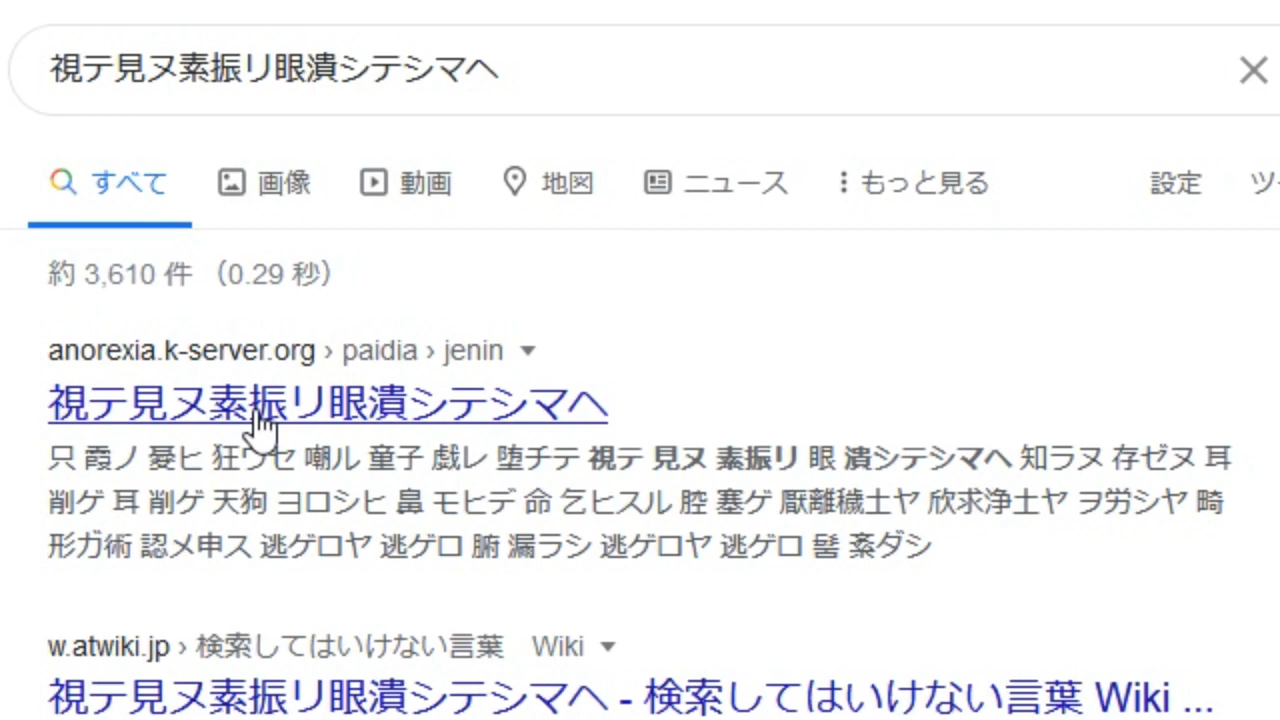 視テ見ヌ素振リ眼潰シテシマヘ
すべて 画像 動画 地図 ニュース もっと見る 設定 ツー
約 3,610 件 （0.29 秒）
anorexia.k-server.org › paidia › jenin
視テ見ヌ素振リ眼潰シテシマヘ
只 霞ノ 憂ヒ 狂ワセ 嘲ル 童子 戯レ 堕チテ 視テ 見ヌ 素振リ 眼 潰シテシマヘ 知ラヌ 存ゼヌ 耳
削ゲ 耳 削ゲ 天狗 ヨロシヒ 鼻 モヒデ 命 乞ヒスル 腔 塞ゲ 厭離穢土ヤ 欣求浄土ヤ ヲ労シヤ 畸
形ガ術 認メ申ス 逃ゲロヤ 逃ゲロ 腑 漏ラシ 逃ゲロヤ 逃ゲロ 髻 紊ダシ
w.atwiki.jp › 検索してはいけない言葉 Wiki
視テ見ヌ素振リ眼潰シテシマヘ - 検索してはいけない言葉 Wiki ...